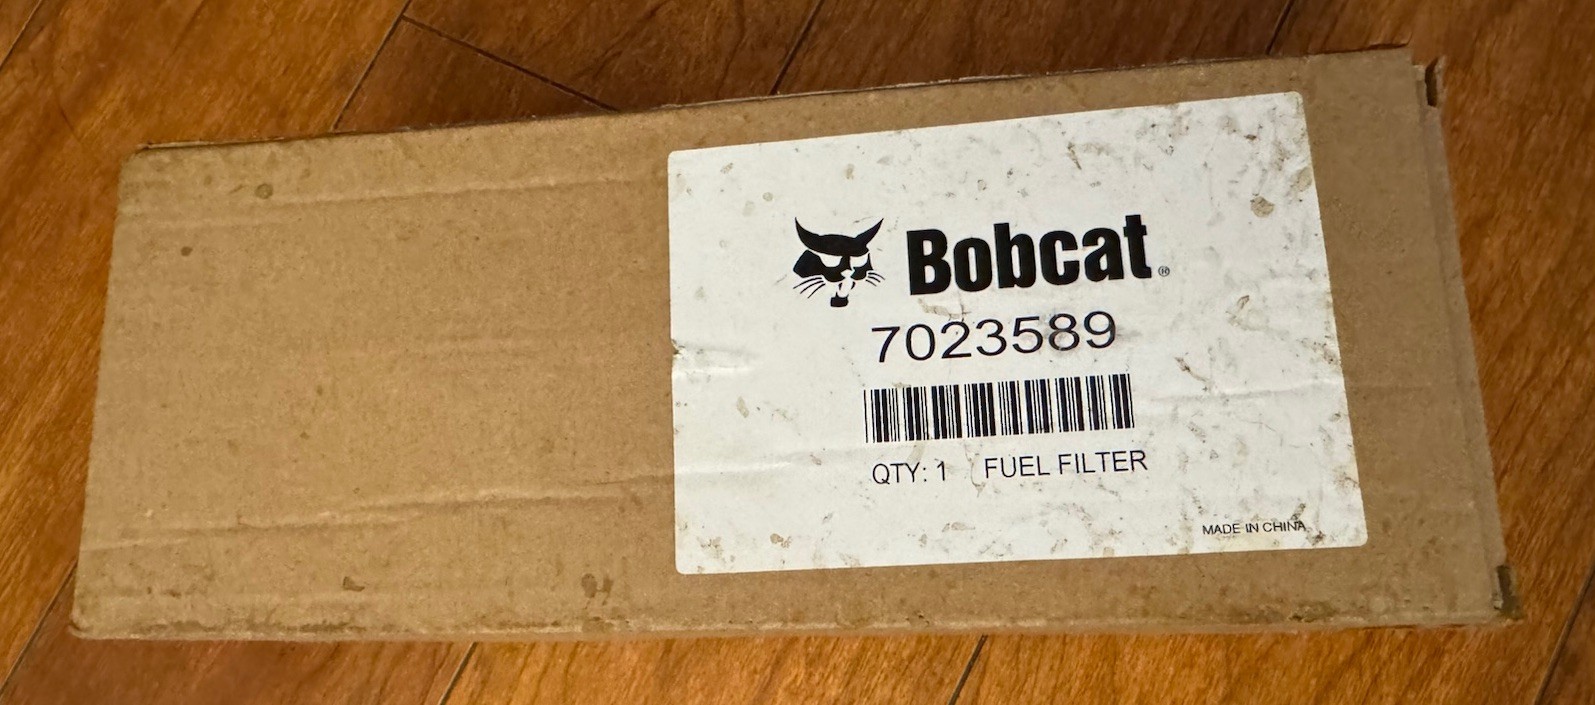 Bobcat®
7023589
QTY: 1 FUEL FILTER
MADE IN CHINA